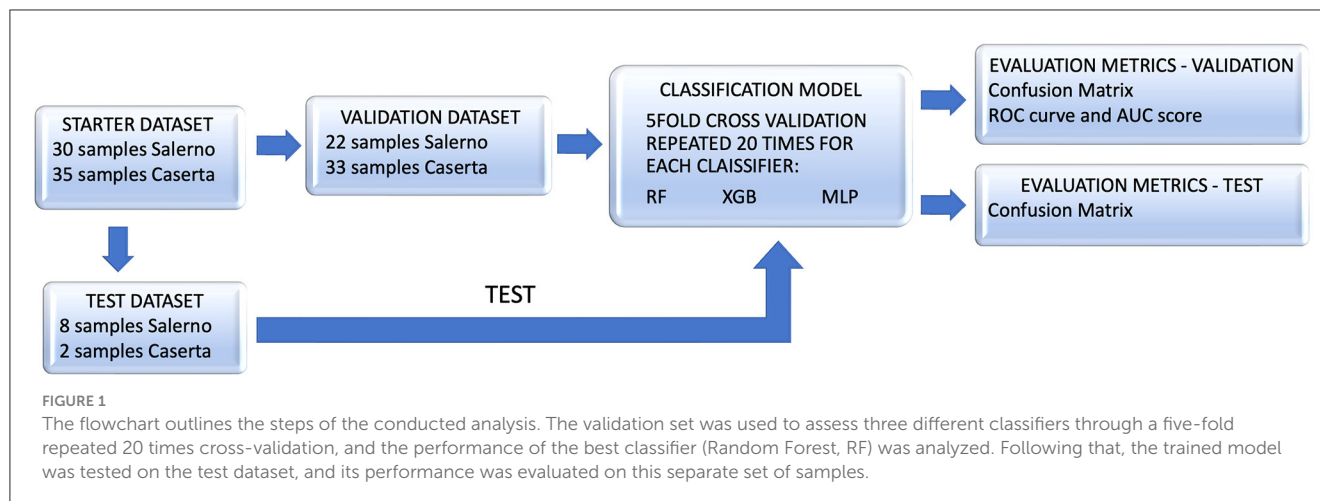 STARTER DATASET
30 samples Salerno
35 samples Caserta
VALIDATION DATASET
22 samples Salerno
33 samples Caserta
CLASSIFICATION MODEL
5FOLD CROSS VALIDATION
REPEATED 20 TIMES FOR
EACH CLAISSIFIER:
RF XGB MLP
EVALUATION METRICS - VALIDATION
Confusion Matrix
ROC curve and AUC score
EVALUATION METRICS - TEST
Confusion Matrix
TEST DATASET
8 samples Salerno
2 samples Caserta
TEST
FIGURE 1
The flowchart outlines the steps of the conducted analysis. The validation set was used to assess three different classifiers through a five-fold
repeated 20 times cross-validation, and the performance of the best classifier (Random Forest, RF) was analyzed. Following that, the trained model
was tested on the test dataset, and its performance was evaluated on this separate set of samples.